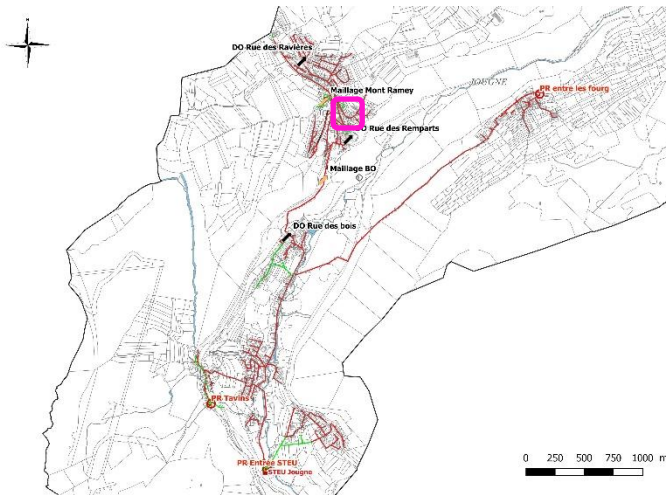 N
DO Rue des Ravières
JOUGNE
Maillage Mont Ramey
PR entre les fourg
DO Rue des Remparts
Maillage BO
DO Rue des bois
PR Tavins
PR Entrée STEU
STEU Jougne
0 250 500 750 1000 m